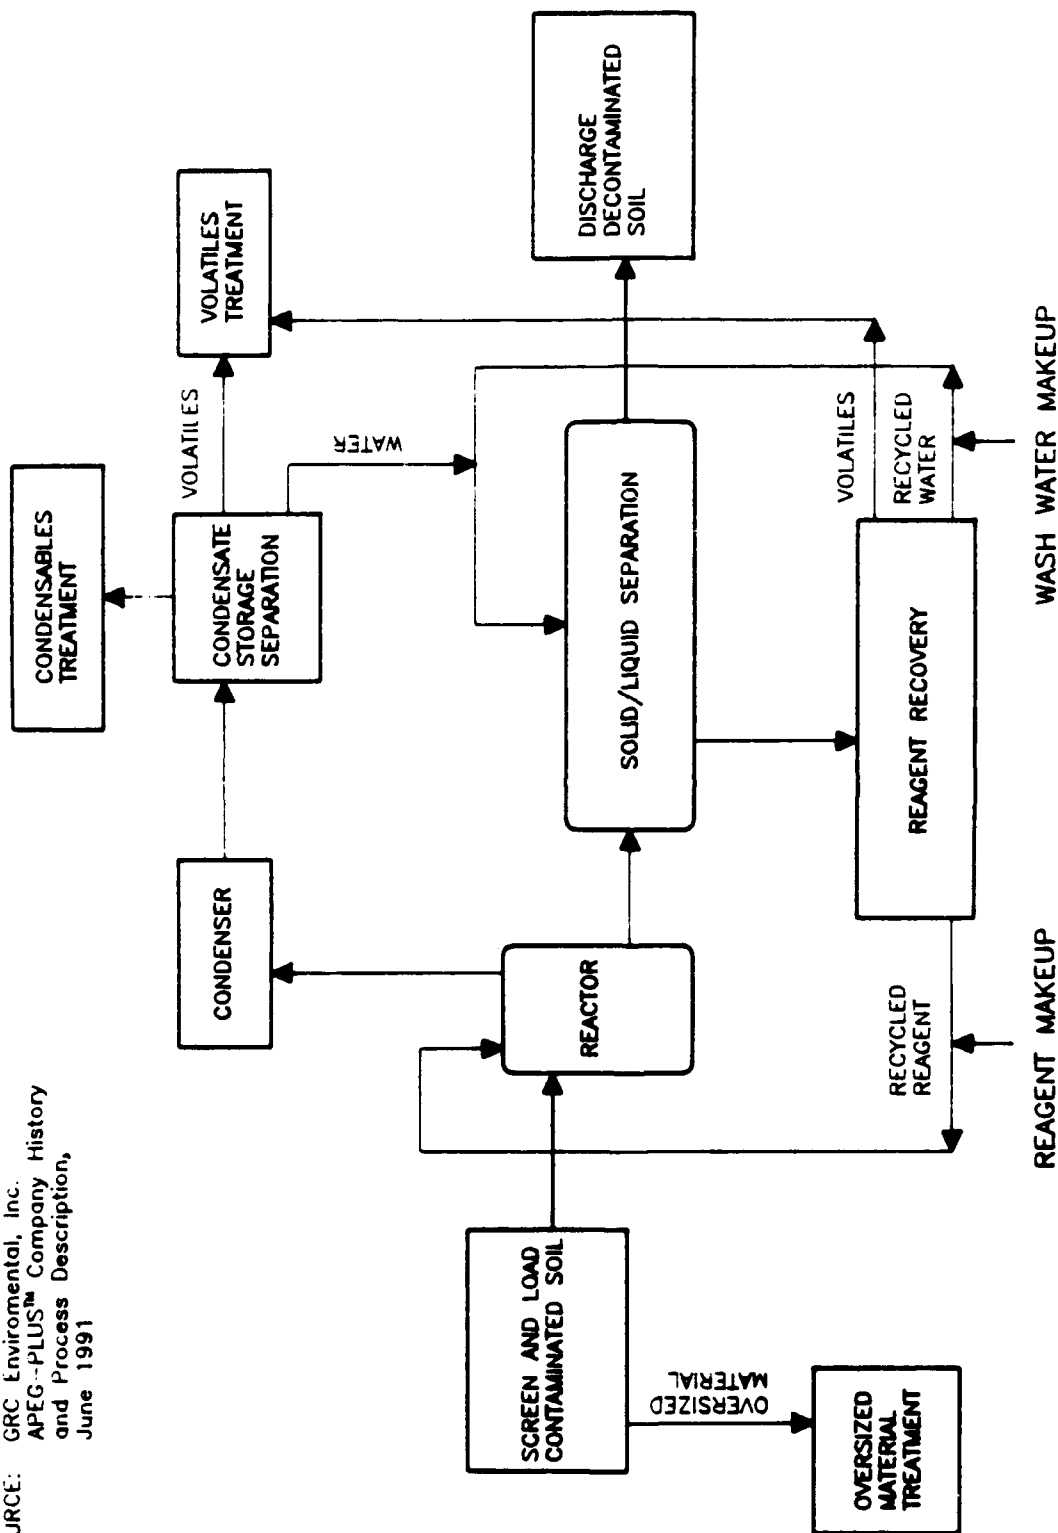 URCE: GRC Enviromental, Inc.
APEG--PLUS™ Company History
and Process Description,
June 1991
CONDENSABLES
TREATMENT
CONDENSER
CONDENSATE
STORAGE
SEPARATION
VOLATILES
VOLATILES
TREATMENT
WATER
SCREEN AND LOAD
CONTAMINATED SOIL
REACTOR
SOLID/LIQUID SEPARATION
DISCHARGE
DECONTAMINATED
SOIL
OVERSIZED
MATERIAL
OVERSIZED
MATERIAL
TREATMENT
RECYCLED
REAGENT
REAGENT RECOVERY
VOLATILES
RECYCLED
WATER
REAGENT MAKEUP
WASH WATER MAKEUP